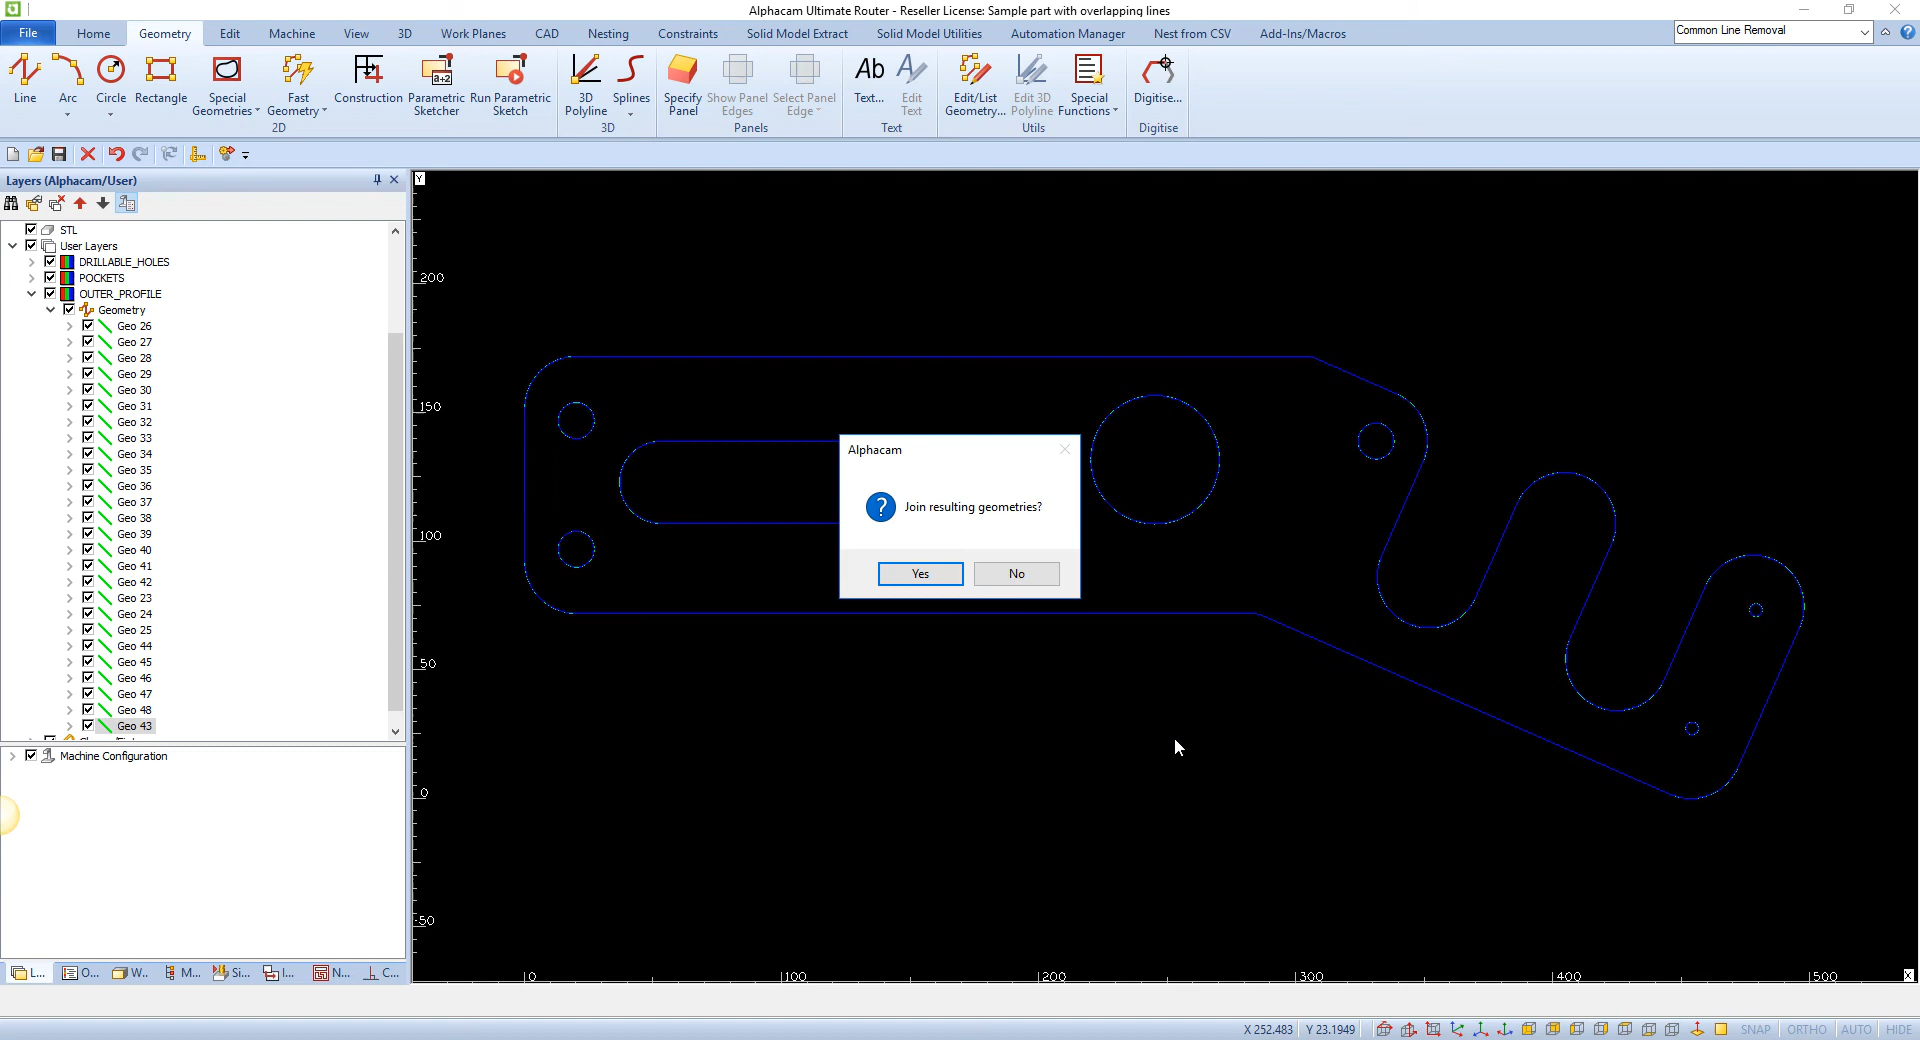 Alphacam Ultimate Router - Reseller License: Sample part with overlapping lines
File Home Geometry Edit Machine View 3D Work Planes CAD Nesting Constraints Solid Model Extract Solid Model Utilities Automation Manager Nest from CSV Add-Ins/Macros Common Line Removal
Line Arc Circle Rectangle Special Geometries Fast Geometry Construction Parametric Sketcher Run Parametric Sketch 3D Polyline Splines Specify Panel Show Panel Edges Select Panel Edge Text... Edit Text Edit/List Geometry... Edit 3D Polyline Special Functions Digitise...
2D 3D Panels Text Utils Digitise
Layers (Alphacam/User)
STL
User Layers
DRILLABLE_HOLES
POCKETS
OUTER_PROFILE
Geometry
Geo 26
Geo 27
Geo 28
Geo 29
Geo 30
Geo 31
Geo 32
Geo 33
Geo 34
Geo 35
Geo 36
Geo 37
Geo 38
Geo 39
Geo 40
Geo 41
Geo 42
Geo 23
Geo 24
Geo 25
Geo 44
Geo 45
Geo 46
Geo 47
Geo 48
Geo 43
Machine Configuration
L... O... W... M... Si... I... N... C...
Y
200
150
100
50
0
-50
0 100 200 300 400 500 X
Alphacam
Join resulting geometries?
Yes No
X 252.483 Y 23.1949 SNAP ORTHO AUTO HIDE